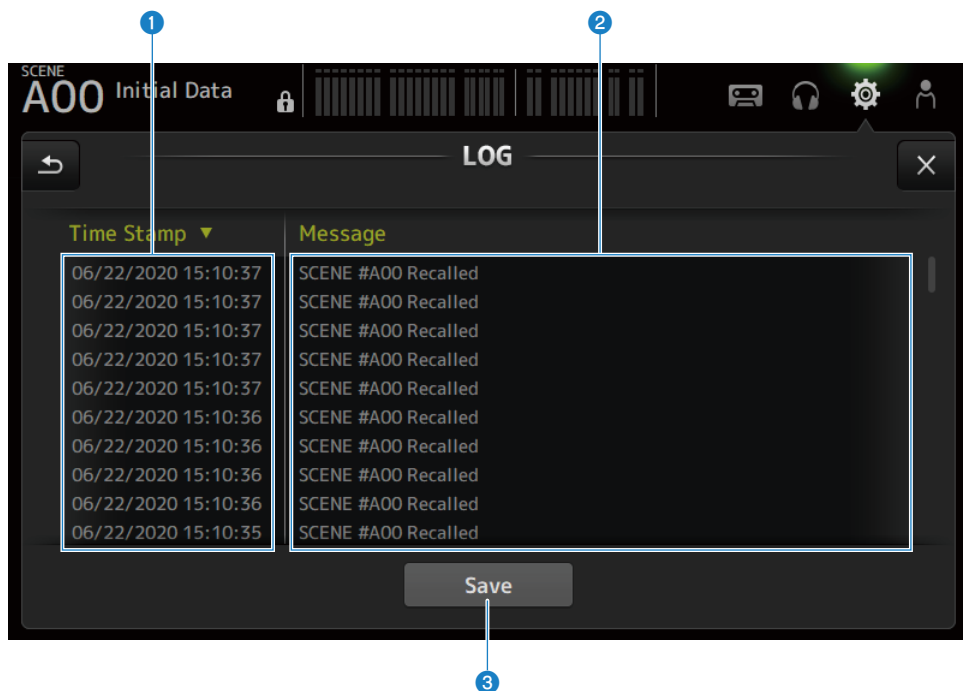 1 2
SCENE
A00 Initial Data
LOG
Time Stamp ▼ Message
06/22/2020 15:10:37 SCENE #A00 Recalled
06/22/2020 15:10:37 SCENE #A00 Recalled
06/22/2020 15:10:37 SCENE #A00 Recalled
06/22/2020 15:10:37 SCENE #A00 Recalled
06/22/2020 15:10:37 SCENE #A00 Recalled
06/22/2020 15:10:36 SCENE #A00 Recalled
06/22/2020 15:10:36 SCENE #A00 Recalled
06/22/2020 15:10:36 SCENE #A00 Recalled
06/22/2020 15:10:36 SCENE #A00 Recalled
06/22/2020 15:10:35 SCENE #A00 Recalled
Save
3